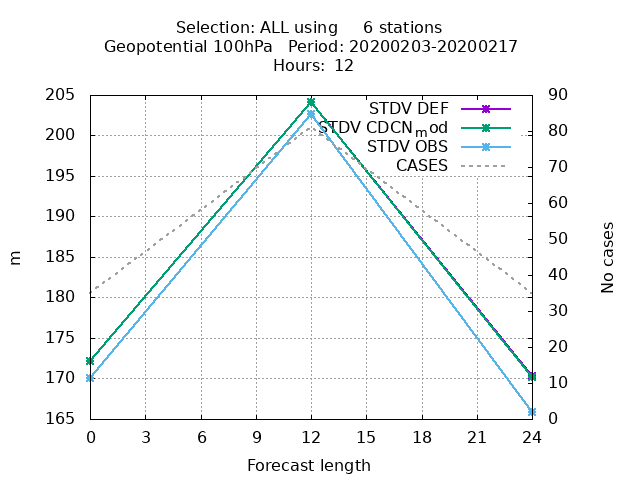 Selection: ALL using     6 stations
Geopotential 100hPa   Period: 20200203-20200217
Hours:  12
205
200
195
190
185
180
175
170
165
m
90
80
70
60
50
40
30
20
10
0
No cases
STDV DEF
STDV CDCNmod
STDV OBS
CASES
0 3 6 9 12 15 18 21 24
Forecast length